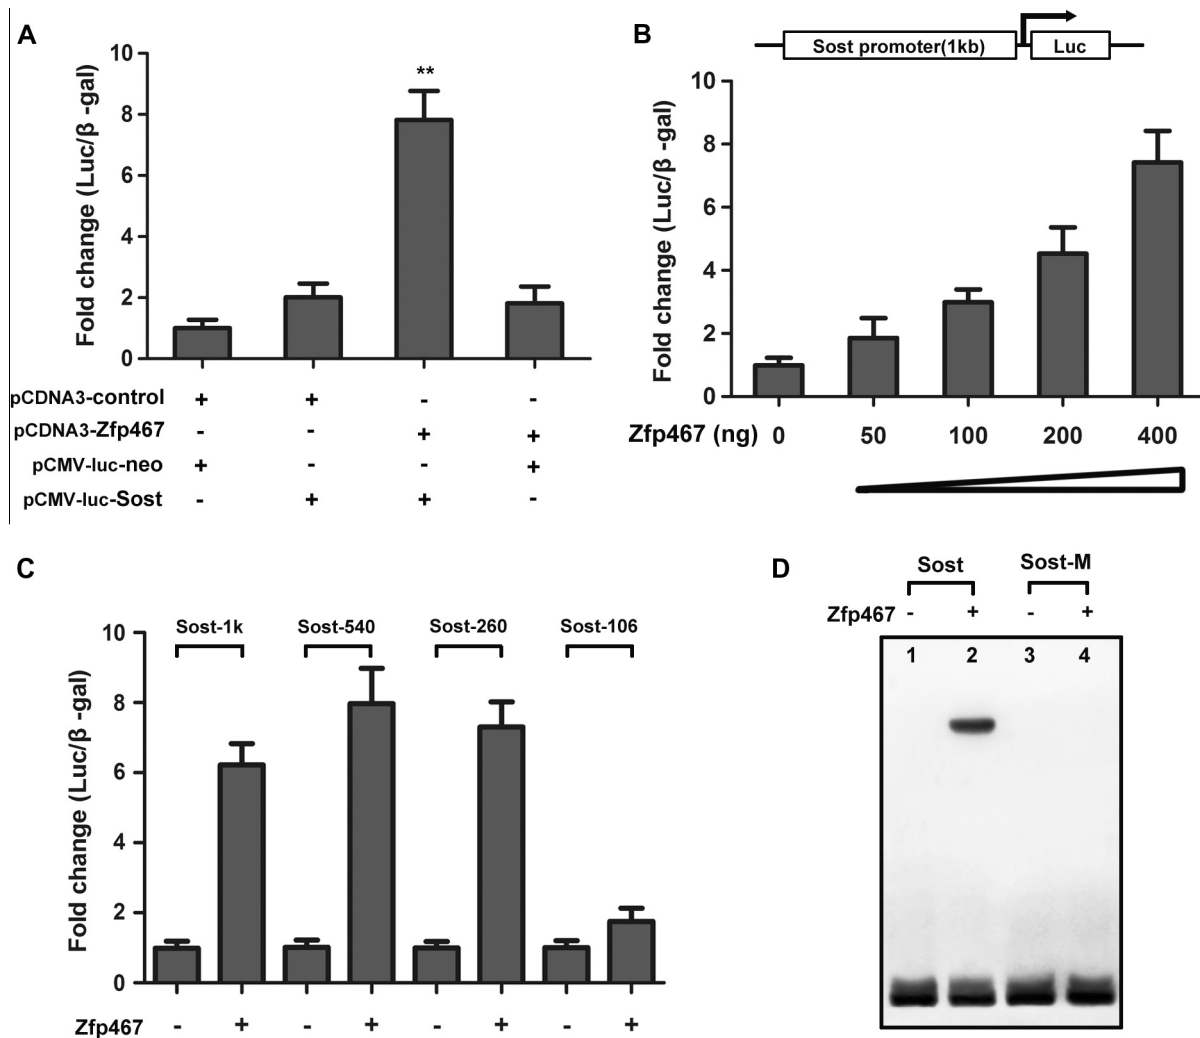 A
Fold change (Luc/β -gal)
10
8
6
4
2
0
**
pCDNA3-control + + - -
pCDNA3-Zfp467 - - + +
pCMV-luc-neo + - - +
pCMV-luc-Sost - + + -
B
Sost promoter(1kb) Luc
Fold change (Luc/β -gal)
10
8
6
4
2
0
Zfp467 (ng) 0 50 100 200 400
C
Fold change (Luc/β -gal)
10
8
6
4
2
0
Sost-1k Sost-540 Sost-260 Sost-106
Zfp467 - + - + - + - +
D
Sost Sost-M
Zfp467 - + - +
1 2 3 4